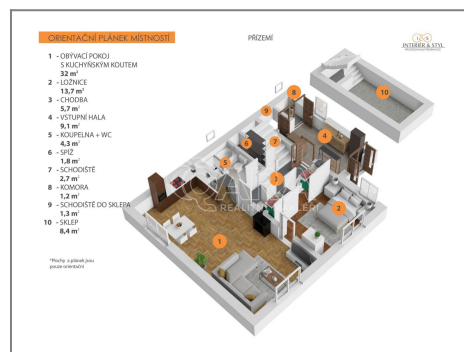 ORIENTAČNÍ PLÁNEK MÍSTNOSTÍ
PŘÍZEMÍ
INTERIÉR & STYL
1 - OBÝVACÍ POKOJ
S KUCHYŇSKÝM KOUTEM
32 m²
2 - LOŽNICE
13,7 m²
3 - CHODBA
5,7 m²
4 - VSTUPNÍ HALA
9,1 m²
5 - KOUPELNA + WC
4,3 m²
6 - SPÍŽ
1,8 m²
7 - SCHODIŠTĚ
2,7 m²
8 - KOMORA
1,2 m²
9 - SCHODIŠTĚ DO SKLEPA
1,3 m²
10 - SKLEP
8,4 m²
*Plochy a plánek jsou
pouze orientační
8
10
9
4
6
7
5
3
2
1